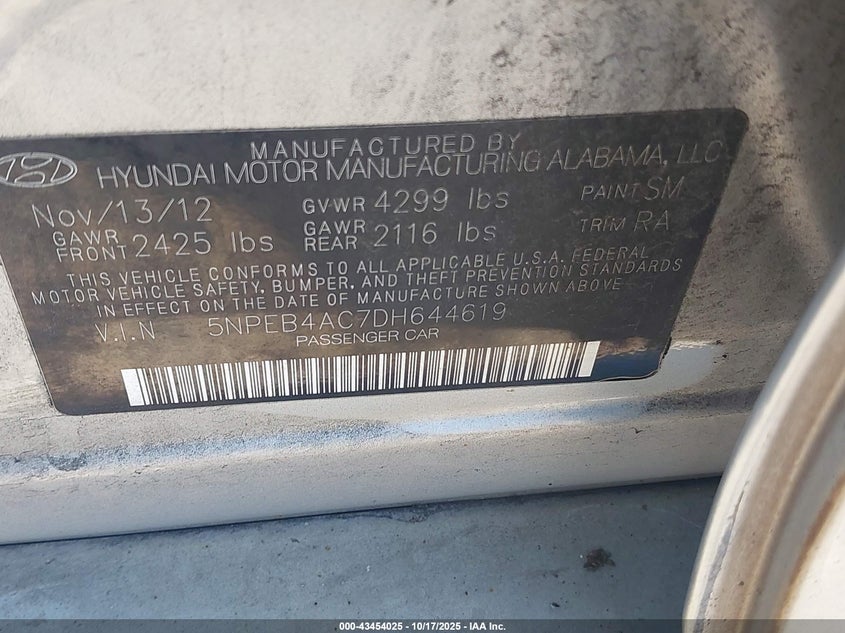 MANUFACTURED BY
HYUNDAI MOTOR MANUFACTURING ALABAMA, LLC
Nov/13/12 GVWR 4299 lbs PAINT SM
GAWR FRONT 2425 lbs GAWR REAR 2116 lbs TRIM RA
THIS VEHICLE CONFORMS TO ALL APPLICABLE U.S.A. FEDERAL
MOTOR VEHICLE SAFETY, BUMPER, AND THEFT PREVENTION STANDARDS
IN EFFECT ON THE DATE OF MANUFACTURE SHOWN ABOVE.
V.I.N 5NPEB4AC7DH644619
PASSENGER CAR
000-43454025 - 10/17/2025 - IAA Inc.